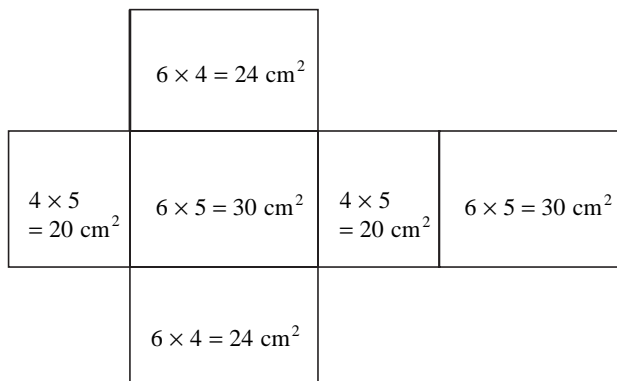 6 × 4 = 24 cm²
4 × 5
= 20 cm²
6 × 5 = 30 cm²
4 × 5
= 20 cm²
6 × 5 = 30 cm²
6 × 4 = 24 cm²